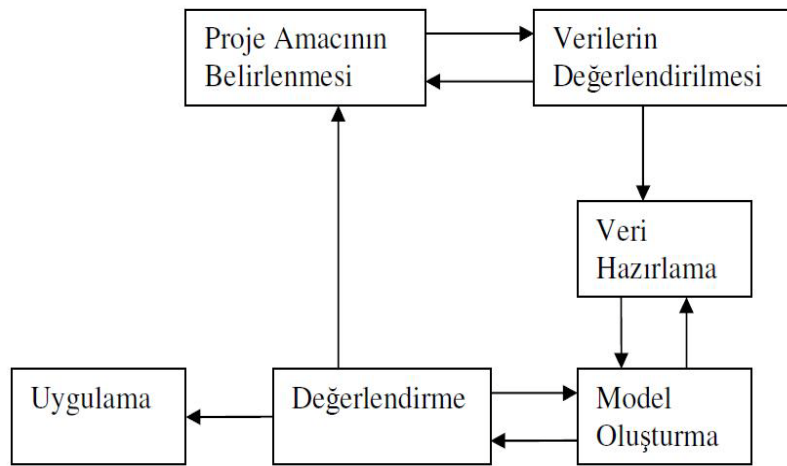 Proje Amacının
Belirlenmesi
Verilerin
Değerlendirilmesi
Veri
Hazırlama
Uygulama
Değerlendirme
Model
Oluşturma